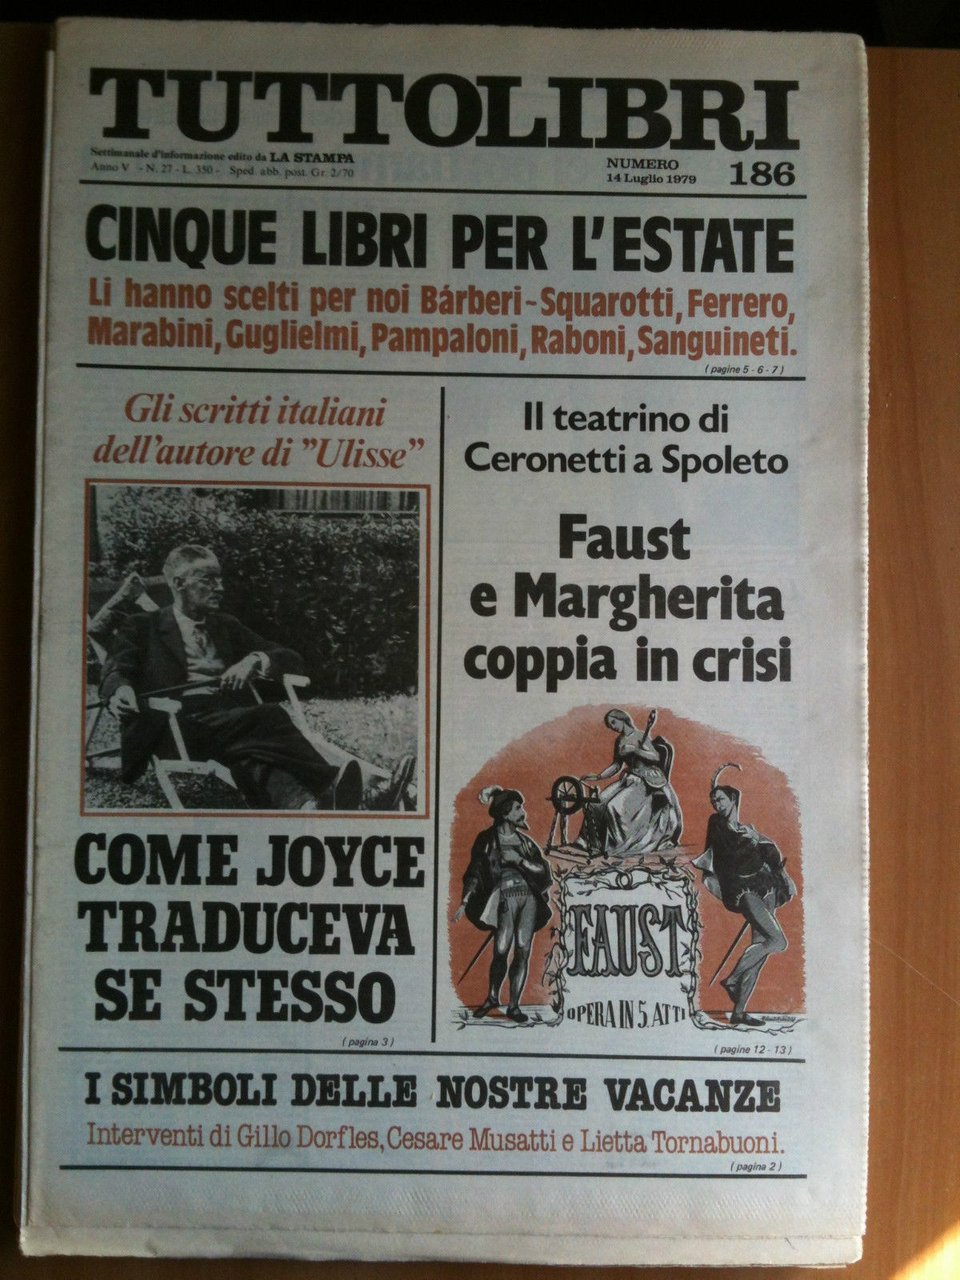 TUTTOLIBRI
Settimanale d'informazione edito da LA STAMPA
Anno V - N. 27 - L. 350 - Sped. abb. post. Gr. 2/70
NUMERO
14 Luglio 1979
186
CINQUE LIBRI PER L'ESTATE
Li hanno scelti per noi Bárberi-Squarotti, Ferrero,
Marabini, Guglielmi, Pampaloni, Raboni, Sanguineti.
(pagine 5-6-7)
Gli scritti italiani
dell'autore di "Ulisse"
COME JOYCE
TRADUCEVA
SE STESSO
(pagina 3)
Il teatrino di
Ceronetti a Spoleto
Faust
e Margherita
coppia in crisi
FAUST
OPERA IN 5. ATTI
(pagine 12-13)
I SIMBOLI DELLE NOSTRE VACANZE
Interventi di Gillo Dorfles, Cesare Musatti e Lietta Tornabuoni.
(pagina 2)